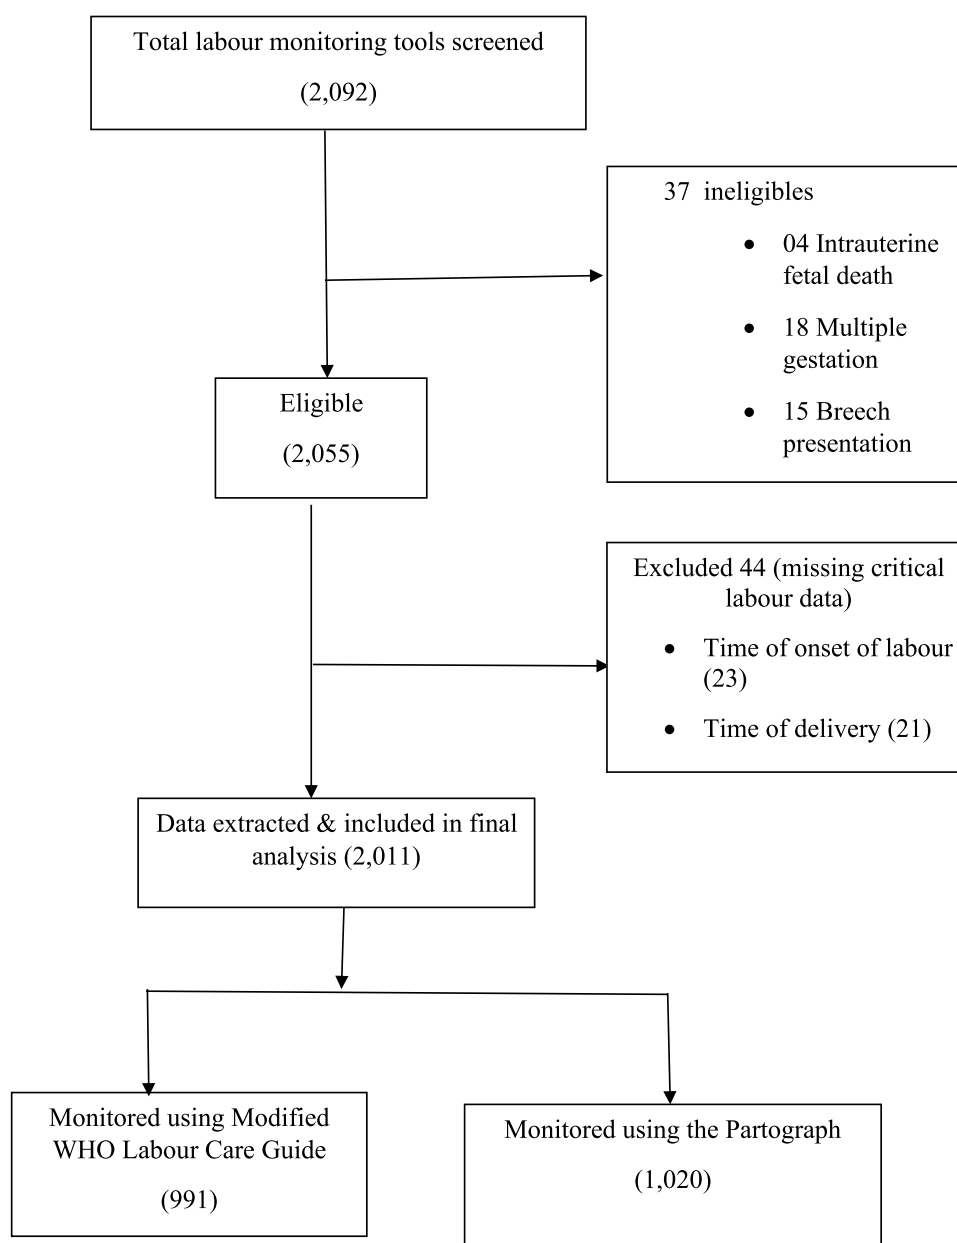 Total labour monitoring tools screened
(2,092)
37 ineligibles
• 04 Intrauterine
fetal death
• 18 Multiple
gestation
• 15 Breech
presentation
Eligible
(2,055)
Excluded 44 (missing critical
labour data)
• Time of onset of labour
(23)
• Time of delivery (21)
Data extracted & included in final
analysis (2,011)
Monitored using Modified
WHO Labour Care Guide
(991)
Monitored using the Partograph
(1,020)